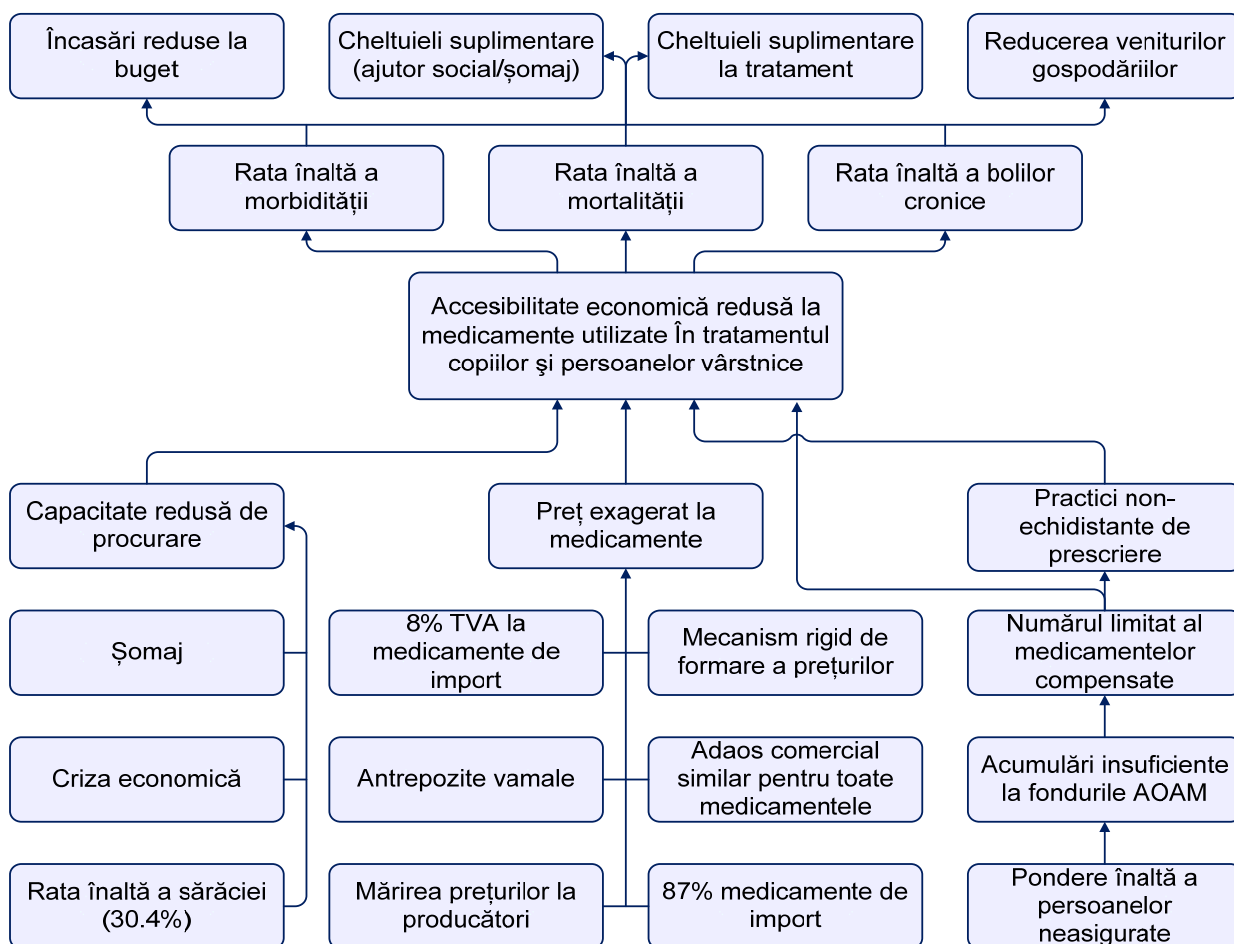 Încasări reduse la
buget
Cheltuieli suplimentare
(ajutor social/șomaj)
Cheltuieli suplimentare
la tratament
Reducerea veniturilor
gospodăriilor
Rata înaltă a
morbidității
Rata înaltă a
mortalității
Rata înaltă a bolilor
cronice
Accesibilitate economică redusă la
medicamente utilizate În tratamentul
copiilor şi persoanelor vârstnice
Capacitate redusă de
procurare
Preț exagerat la
medicamente
Practici non-
echidistante de
prescriere
Șomaj
8% TVA la
medicamente de
import
Mecanism rigid de
formare a prețurilor
Numărul limitat al
medicamentelor
compensate
Criza economică
Antrepozite vamale
Adaos comercial
similar pentru toate
medicamentele
Acumulări insuficiente
la fondurile AOAM
Rata înaltă a sărăciei
(30.4%)
Mărirea prețurilor la
producători
87% medicamente de
import
Pondere înaltă a
persoanelor
neasigurate